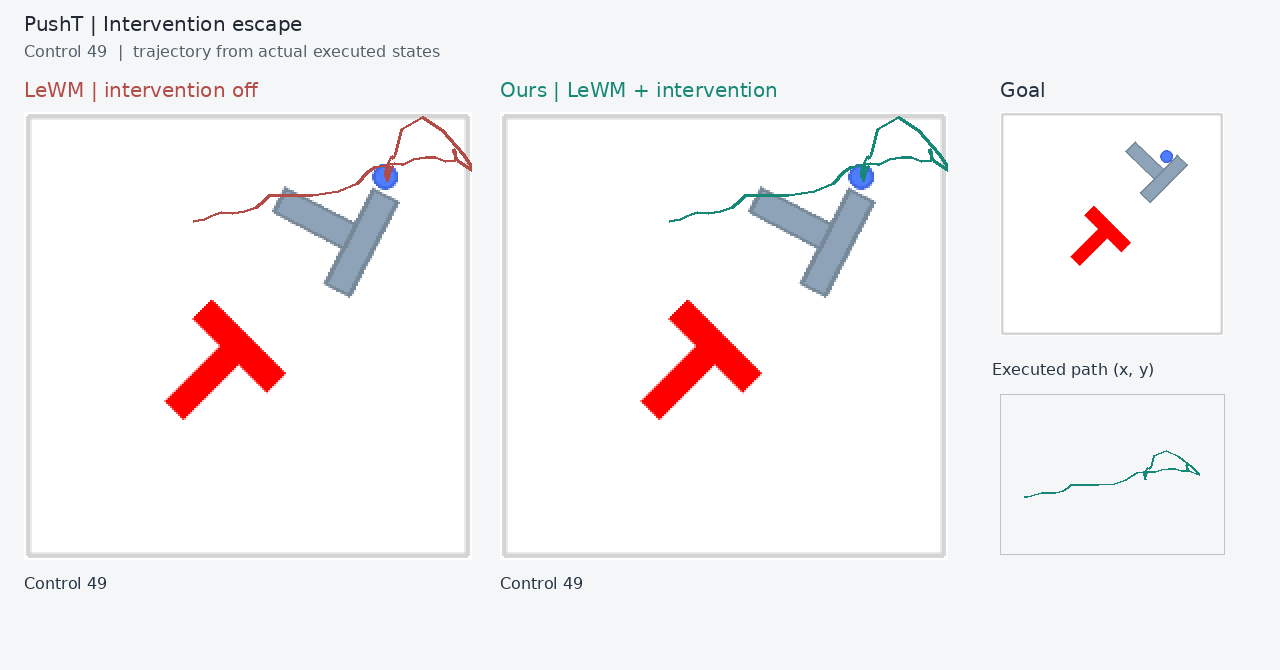 PushT | Intervention escape
Control 49 | trajectory from actual executed states
LeWM | intervention off
Ours | LeWM + intervention
Goal
Executed path (x, y)
Control 49
Control 49